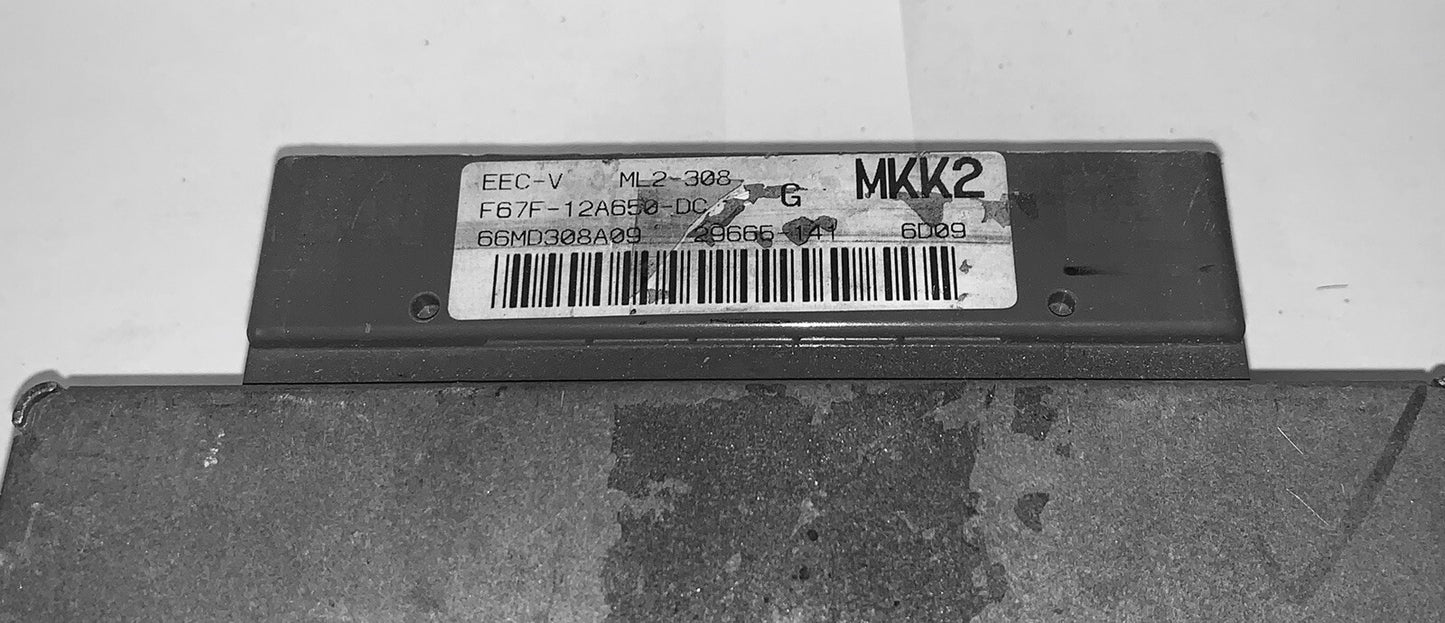 EEC-V ML2-308 G MKK2
F67F-12A650-DC
66MD308A09 29665-141 6D09